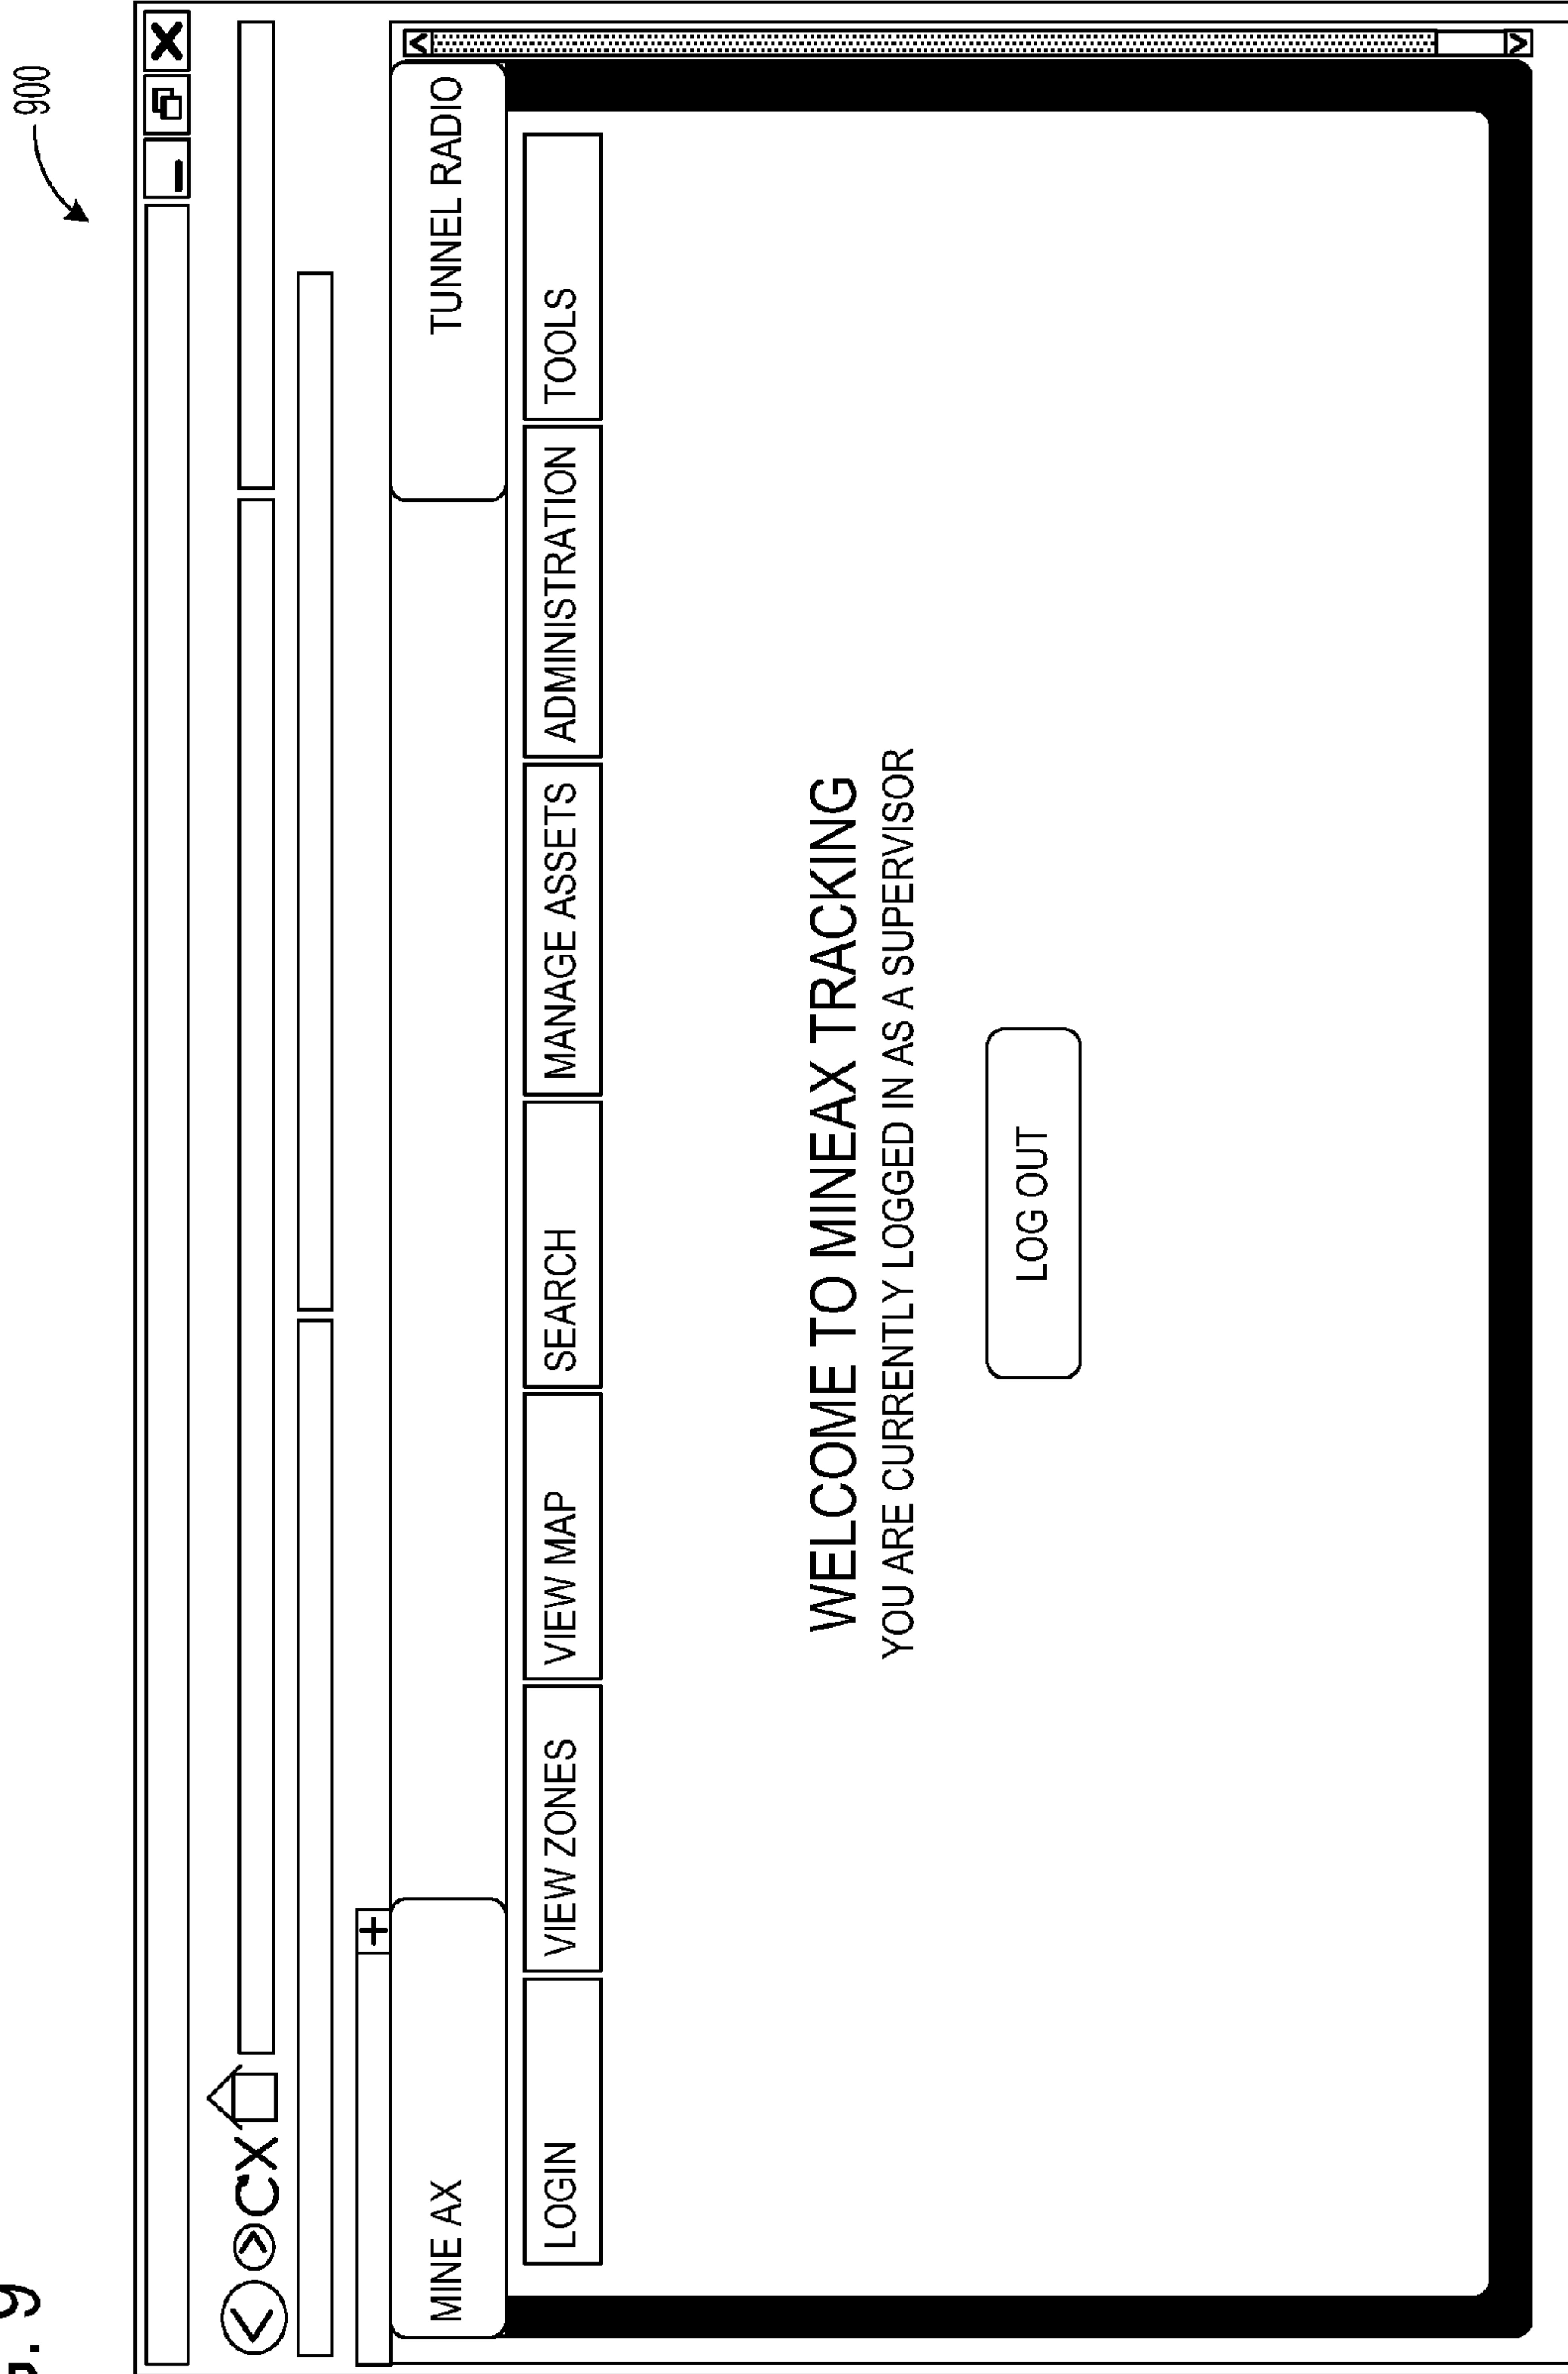 . 9
900
MINE AX
TUNNEL RADIO
LOGIN
VIEW ZONES
VIEW MAP
SEARCH
MANAGE ASSETS
ADMINISTRATION
TOOLS
WELCOME TO MINEAX TRACKING
YOU ARE CURRENTLY LOGGED IN AS A SUPERVISOR
LOG OUT